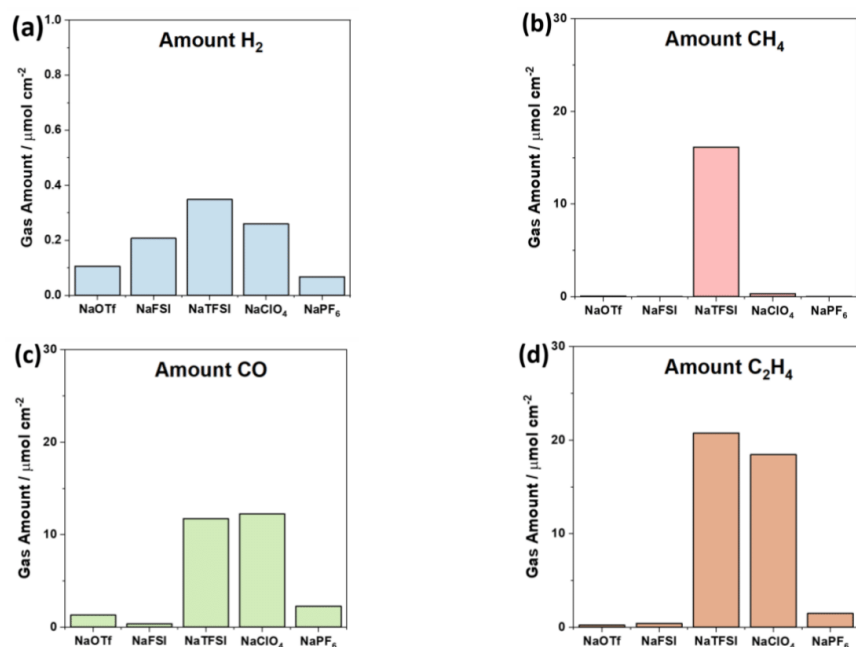 (a)
Amount H₂
Gas Amount / μmol cm⁻²
1.0
0.8
0.6
0.4
0.2
0.0
NaOTf NaFSI NaTFSI NaClO₄ NaPF₆
(b)
Amount CH₄
Gas Amount / μmol cm⁻²
30
20
10
0
NaOTf NaFSI NaTFSI NaClO₄ NaPF₆
(c)
Amount CO
Gas Amount / μmol cm⁻²
30
20
10
0
NaOTf NaFSI NaTFSI NaClO₄ NaPF₆
(d)
Amount C₂H₄
Gas Amount / μmol cm⁻²
30
20
10
0
NaOTf NaFSI NaTFSI NaClO₄ NaPF₆